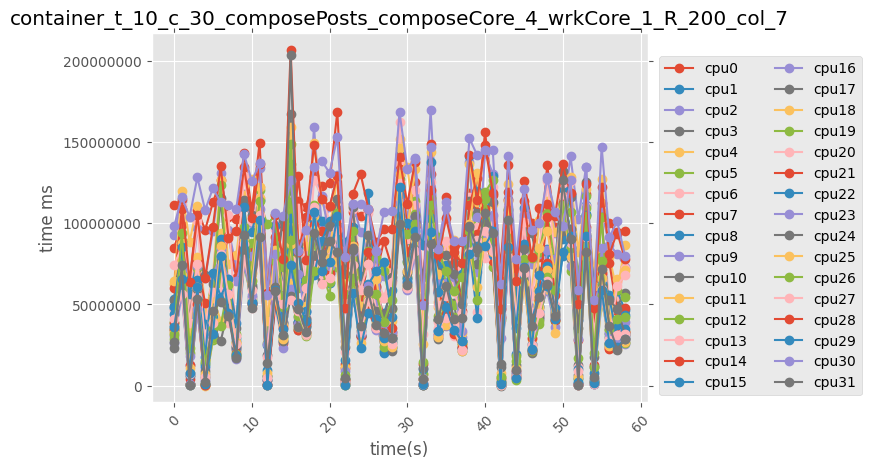 container_t_10_c_30_composePosts_composeCore_4_wrkCore_1_R_200_col_7
time ms
200000000
150000000
100000000
50000000
0
0
10
20
30
40
50
60
time(s)
cpu0
cpu1
cpu2
cpu3
cpu4
cpu5
cpu6
cpu7
cpu8
cpu9
cpu10
cpu11
cpu12
cpu13
cpu14
cpu15
cpu16
cpu17
cpu18
cpu19
cpu20
cpu21
cpu22
cpu23
cpu24
cpu25
cpu26
cpu27
cpu28
cpu29
cpu30
cpu31